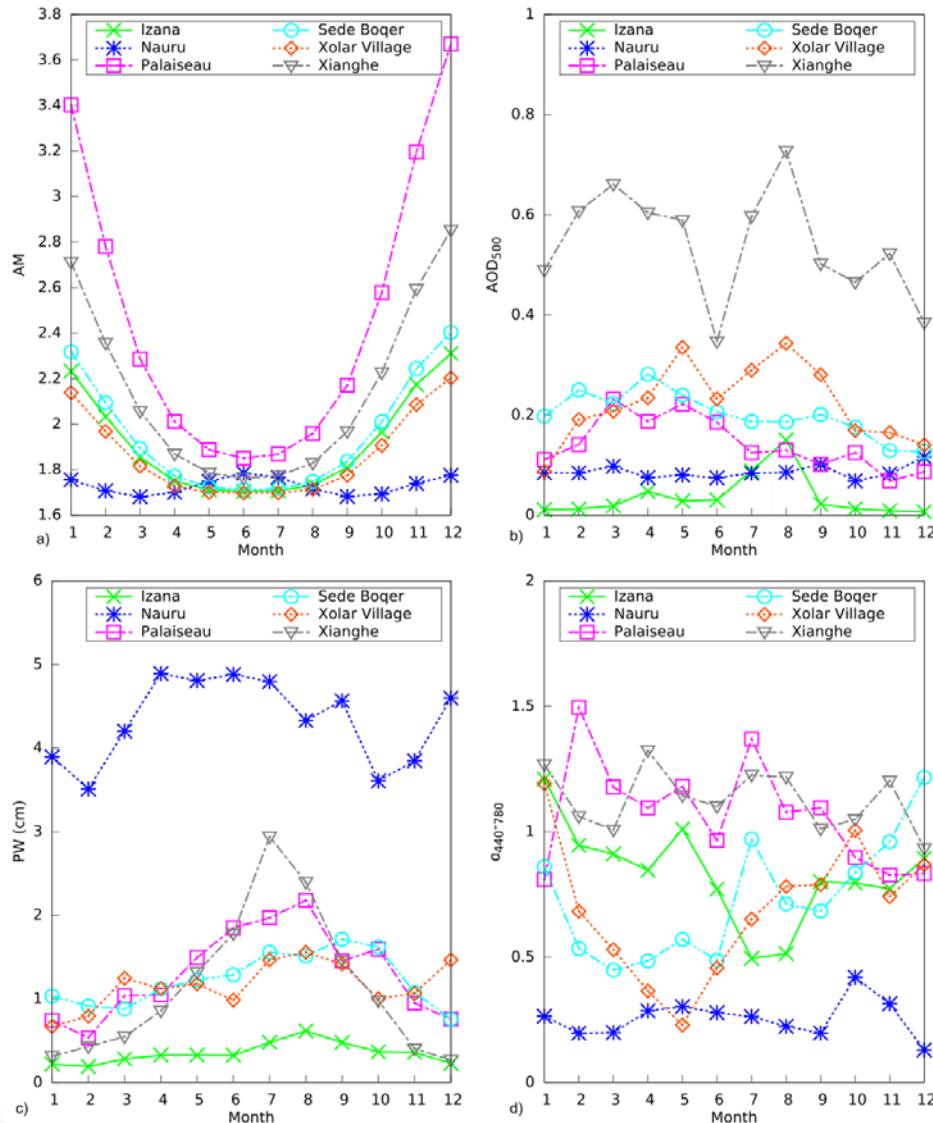 3.8
3.6
3.4
3.2
3
2.8
2.6
2.4
2.2
2
1.8
1.6
AM
Izana
Nauru
Palaiseau
Sede Boqer
Xolar Village
Xianghe
1 2 3 4 5 6 7 8 9 10 11 12
Month
a)
1
0.8
0.6
0.4
0.2
0
AOD500
Izana
Nauru
Palaiseau
Sede Boqer
Xolar Village
Xianghe
1 2 3 4 5 6 7 8 9 10 11 12
Month
b)
6
5
4
3
2
1
0
PW (cm)
Izana
Nauru
Palaiseau
Sede Boqer
Xolar Village
Xianghe
1 2 3 4 5 6 7 8 9 10 11 12
Month
c)
2
1.5
1
0.5
0
α440-780
Izana
Nauru
Palaiseau
Sede Boqer
Xolar Village
Xianghe
1 2 3 4 5 6 7 8 9 10 11 12
Month
d)